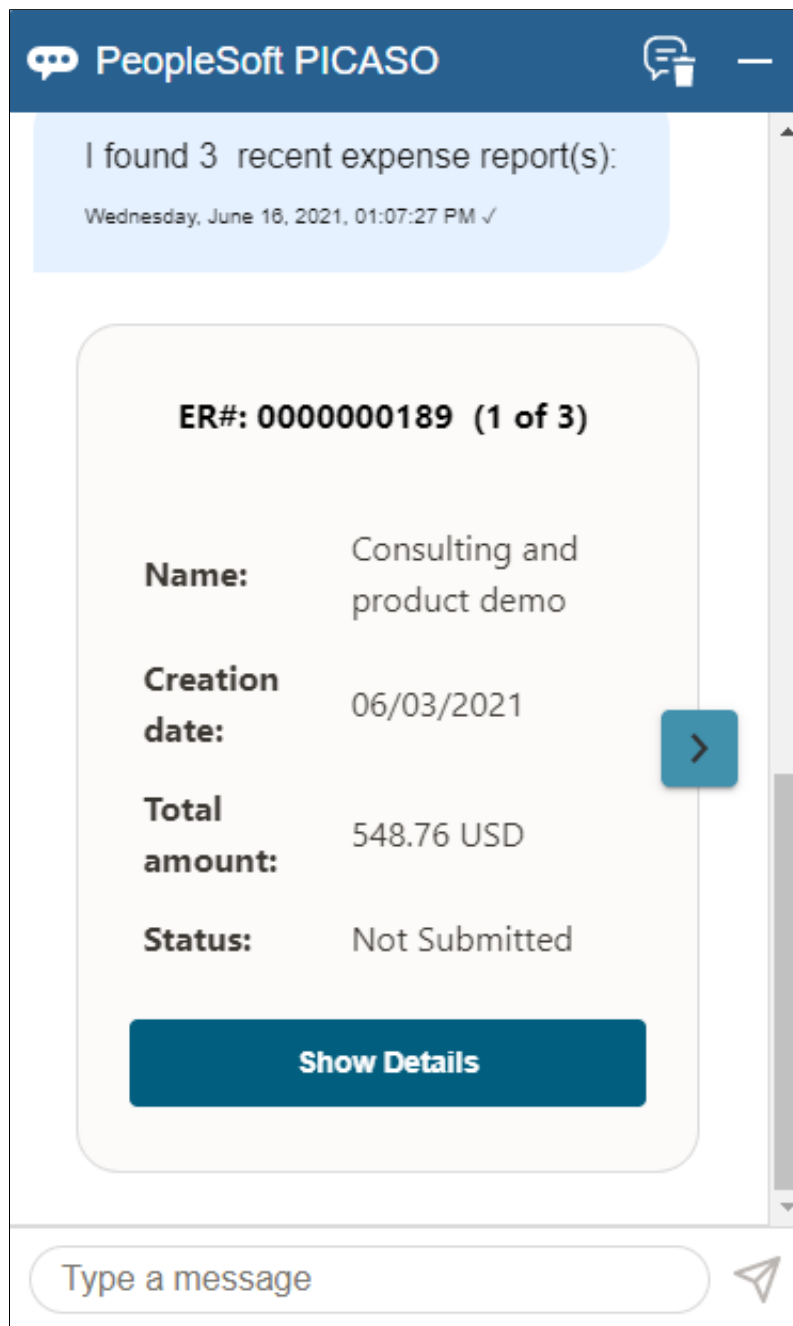 PeopleSoft PICASO
I found 3 recent expense report(s):
Wednesday, June 16, 2021, 01:07:27 PM ✓
ER#: 0000000189 (1 of 3)
Name:
Consulting and
product demo
Creation
date:
06/03/2021
Total
amount:
548.76 USD
Status:
Not Submitted
Show Details
Type a message